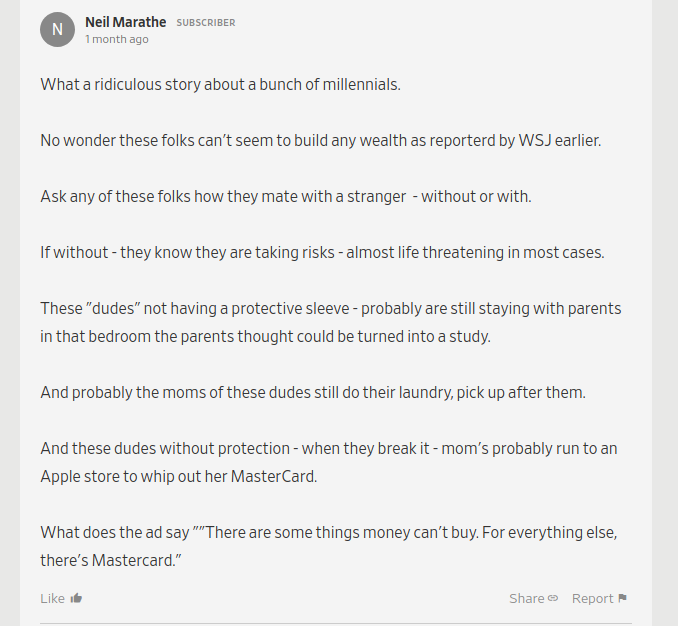 N
Neil Marathe SUBSCRIBER
1 month ago
What a ridiculous story about a bunch of millennials.
No wonder these folks can't seem to build any wealth as reporterd by WSJ earlier.
Ask any of these folks how they mate with a stranger - without or with.
If without - they know they are taking risks - almost life threatening in most cases.
These "dudes" not having a protective sleeve - probably are still staying with parents
in that bedroom the parents thought could be turned into a study.
And probably the moms of these dudes still do their laundry, pick up after them.
And these dudes without protection - when they break it - mom's probably run to an
Apple store to whip out her MasterCard.
What does the ad say ""There are some things money can't buy. For everything else,
there's Mastercard."
Like Share Report